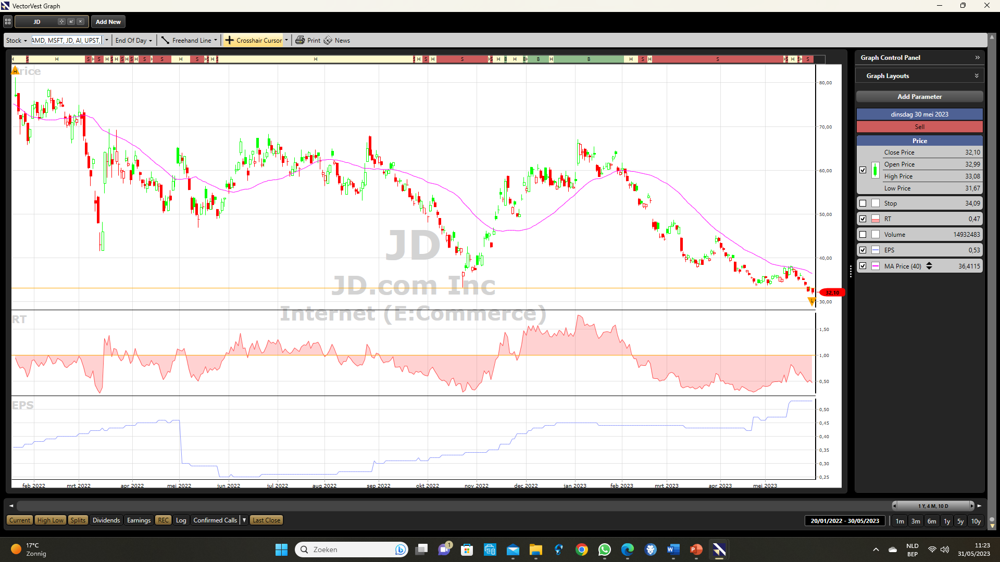 VectorVest Graph
JD
Add New
Stock
AMD, MSFT, JD, AI, UPST,
End Of Day
Freehand Line
Crosshair Cursor
Print
News
H S H S H S H S H S H S H S H S H S H S H S H S H S H S H S H B H B H B H B H S H S H S H S H S
Price
H
80,00
70,00
60,00
50,00
40,00
30,00
32,10
L
JD
JD.com Inc
Internet (E:Commerce)
RT
1,50
1,00
0,50
EPS
0,50
0,45
0,40
0,35
0,30
0,25
feb 2022 mrt 2022 apr 2022 mei 2022 jun 2022 jul 2022 aug 2022 sep 2022 okt 2022 nov 2022 dec 2022 jan 2023 feb 2023 mrt 2023 apr 2023 mei 2023
Graph Control Panel
Graph Layouts
Add Parameter
dinsdag 30 mei 2023
Sell
Price
Close Price 32,10
Open Price 32,99
High Price 33,08
Low Price 31,67
Stop 34,09
RT 0,47
Volume 14932483
EPS 0,53
MA Price (40) 36,4115
1 Y, 4 M, 10 D
Current
High Low
Splits
Dividends
Earnings
REC
Log
Confirmed Calls
Last Close
20/01/2022 - 30/05/2023
1m 3m 6m 1y 5y 10y
17°C
Zonnig
Zoeken
1
NLD
BEP
11:23
31/05/2023